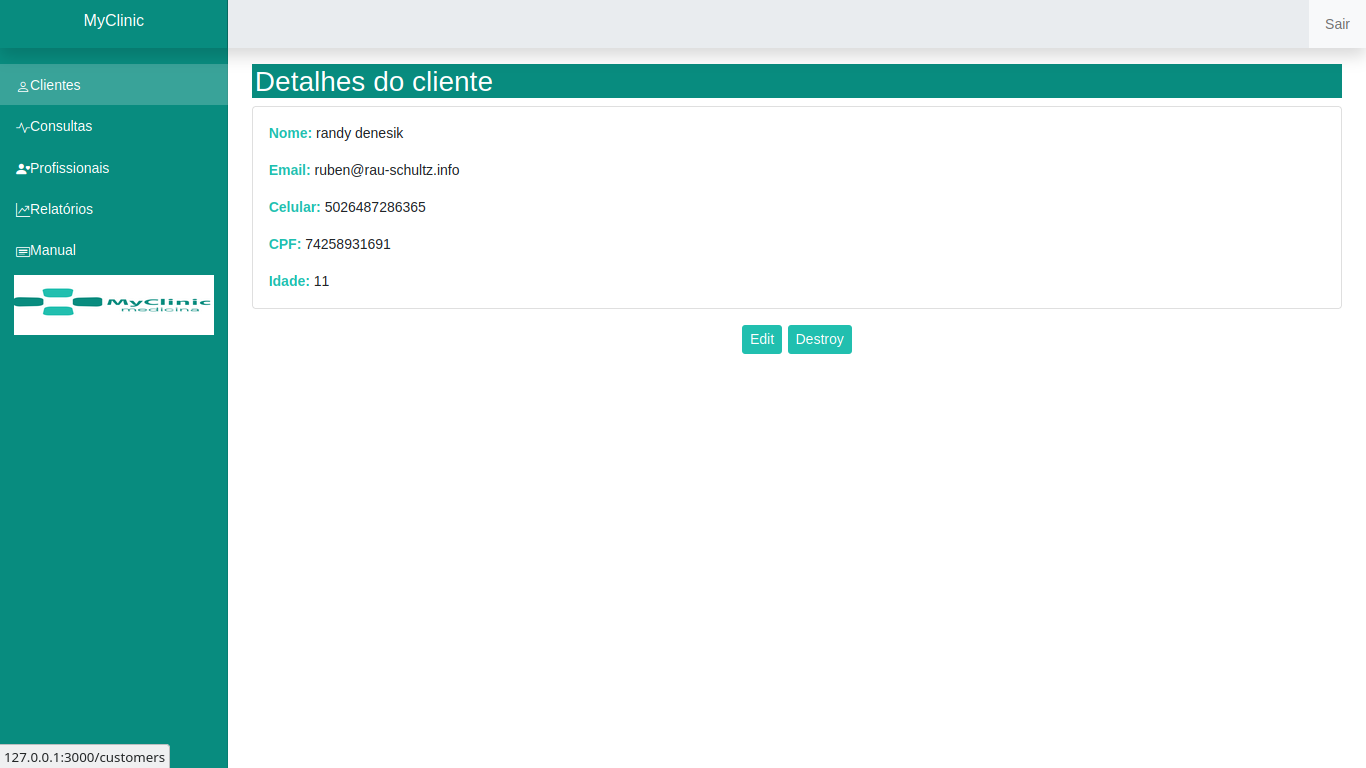 MyClinic
Sair
Clientes
Consultas
Profissionais
Relatórios
Manual
MyClinic
medicina
Detalhes do cliente
Nome: randy denesik
Email: ruben@rau-schultz.info
Celular: 5026487286365
CPF: 74258931691
Idade: 11
Edit Destroy
127.0.0.1:3000/customers